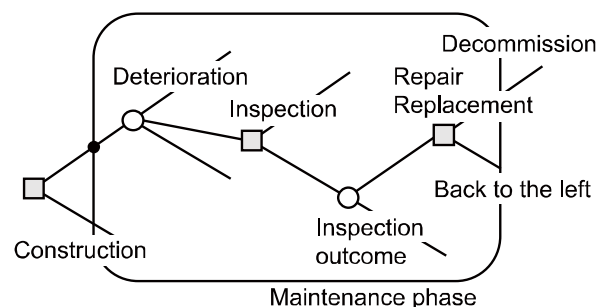 Decommission
Deterioration
Repair
Inspection
Replacement
Back to the left
Inspection
outcome
Construction
Maintenance phase